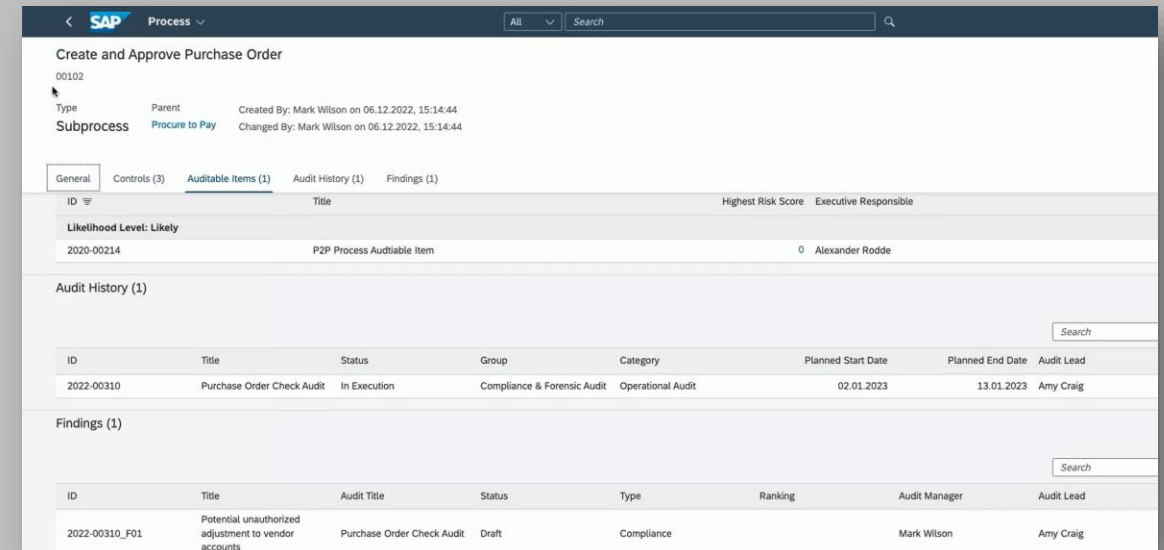 SAP Process All Search
Create and Approve Purchase Order
00102
Type Parent Created By: Mark Wilson on 06.12.2022, 15:14:44
Subprocess Procure to Pay Changed By: Mark Wilson on 06.12.2022, 15:14:44
General Controls (3) Auditable Items (1) Audit History (1) Findings (1)
ID Title Highest Risk Score Executive Responsible
Likelihood Level: Likely
2020-00214 P2P Process Audtiable Item 0 Alexander Rodde
Audit History (1)
Search
ID Title Status Group Category Planned Start Date Planned End Date Audit Lead
2022-00310 Purchase Order Check Audit In Execution Compliance & Forensic Audit Operational Audit 02.01.2023 13.01.2023 Amy Craig
Findings (1)
Search
ID Title Audit Title Status Type Ranking Audit Manager Audit Lead
Potential unauthorized
2022-00310_F01 adjustment to vendor Purchase Order Check Audit Draft Compliance Mark Wilson Amy Craig
accounts